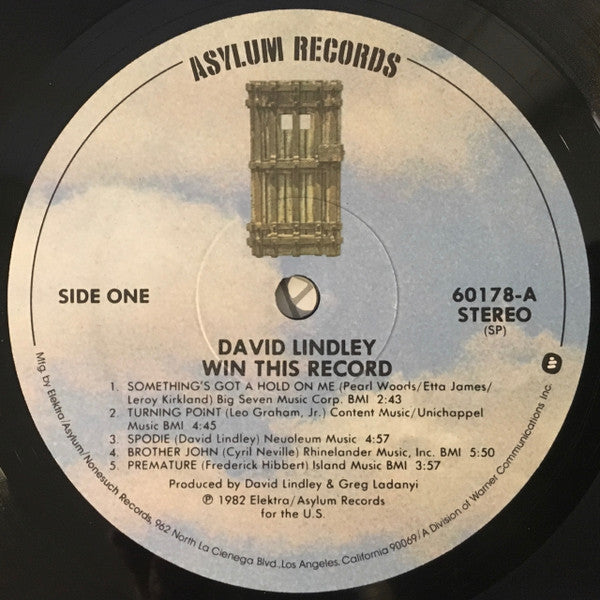 ASYLUM RECORDS
SIDE ONE
60178-A
STEREO
(SP)
DAVID LINDLEY
WIN THIS RECORD
1. SOMETHING'S GOT A HOLD ON ME (Pearl Woods/Etta James/
Leroy Kirkland) Big Seven Music Corp. BMI 2:43
2. TURNING POINT (Leo Graham, Jr.) Content Music/Unichappel
Music BMI 4:45
3. SPODIE (David Lindley) Neuoleum Music 4:57
4. BROTHER JOHN (Cyril Neville) Rhinelander Music, Inc. BMI 5:50
5. PREMATURE (Frederick Hibbert) Island Music BMI 3:57
Produced by David Lindley & Greg Ladanyi
℗ 1982 Elektra/Asylum Records
for the U.S.
Mfg. by Elektra/Asylum/Nonesuch Records, 962 North La Cienega Blvd., Los Angeles, California 90069/A Division of Warner Communications Inc.